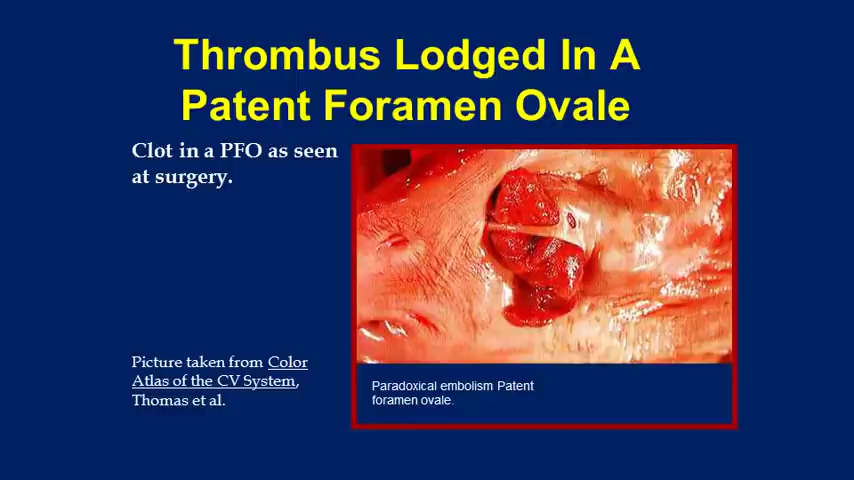 Thrombus Lodged In A
Patent Foramen Ovale
Clot in a PFO as seen
at surgery.
Picture taken from Color
Atlas of the CV System,
Thomas et al.
Paradoxical embolism Patent
foramen ovale.